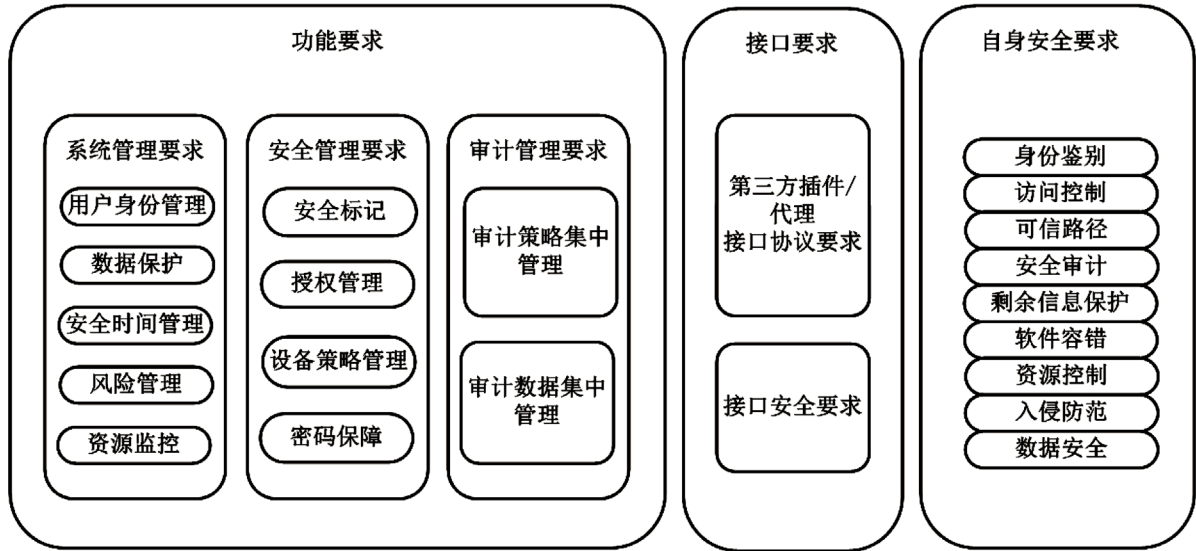 功能要求
系统管理要求
用户身份管理
数据保护
安全时间管理
风险管理
资源监控
安全管理要求
安全标记
授权管理
设备策略管理
密码保障
审计管理要求
审计策略集中
管理
审计数据集中
管理
接口要求
第三方插件/
代理
接口协议要求
接口安全要求
自身安全要求
身份鉴别
访问控制
可信路径
安全审计
剩余信息保护
软件容错
资源控制
入侵防范
数据安全